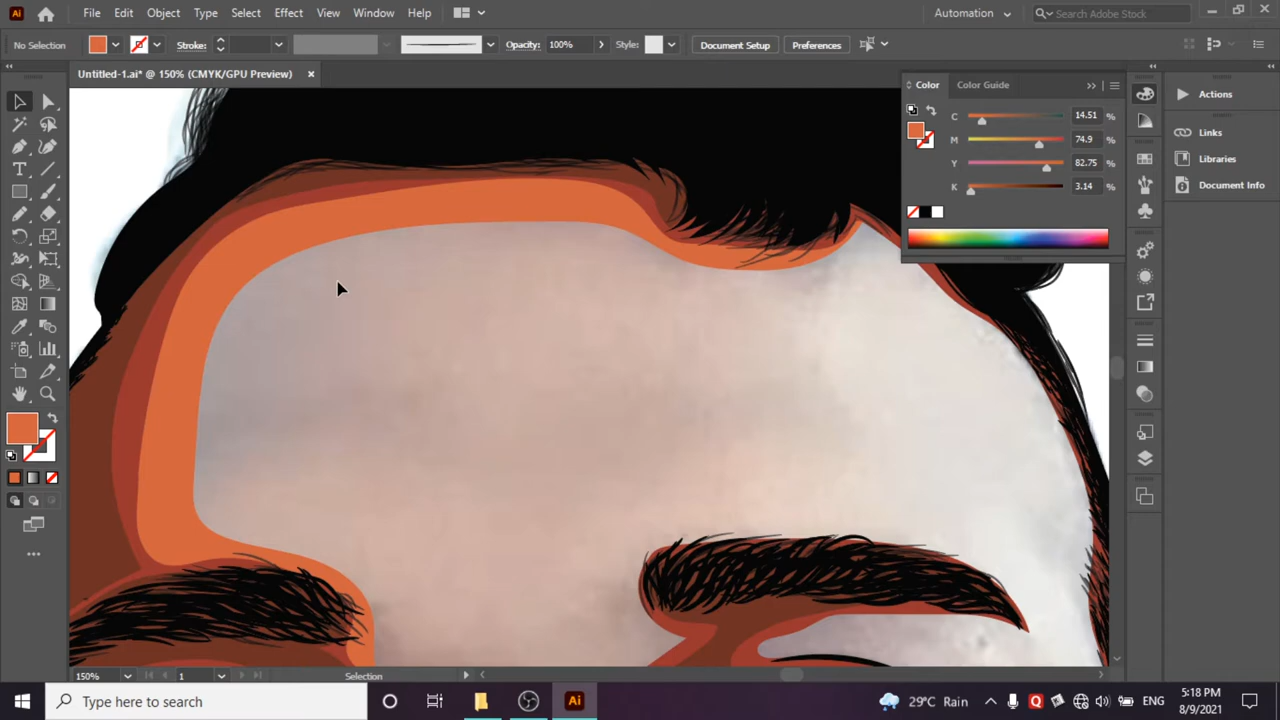 Ai File Edit Object Type Select Effect View Window Help Automation Search Adobe Stock
No Selection Stroke: Opacity: 100% Style: Document Setup Preferences
Untitled-1.ai* @ 150% (CMYK/GPU Preview) ×
Color Color Guide
C 14.51 %
M 74.9 %
Y 82.75 %
K 3.14 %
Actions
Links
Libraries
Document Info
150% 1 Selection
Type here to search
Ai
29°C Rain
ENG
5:18 PM
8/9/2021